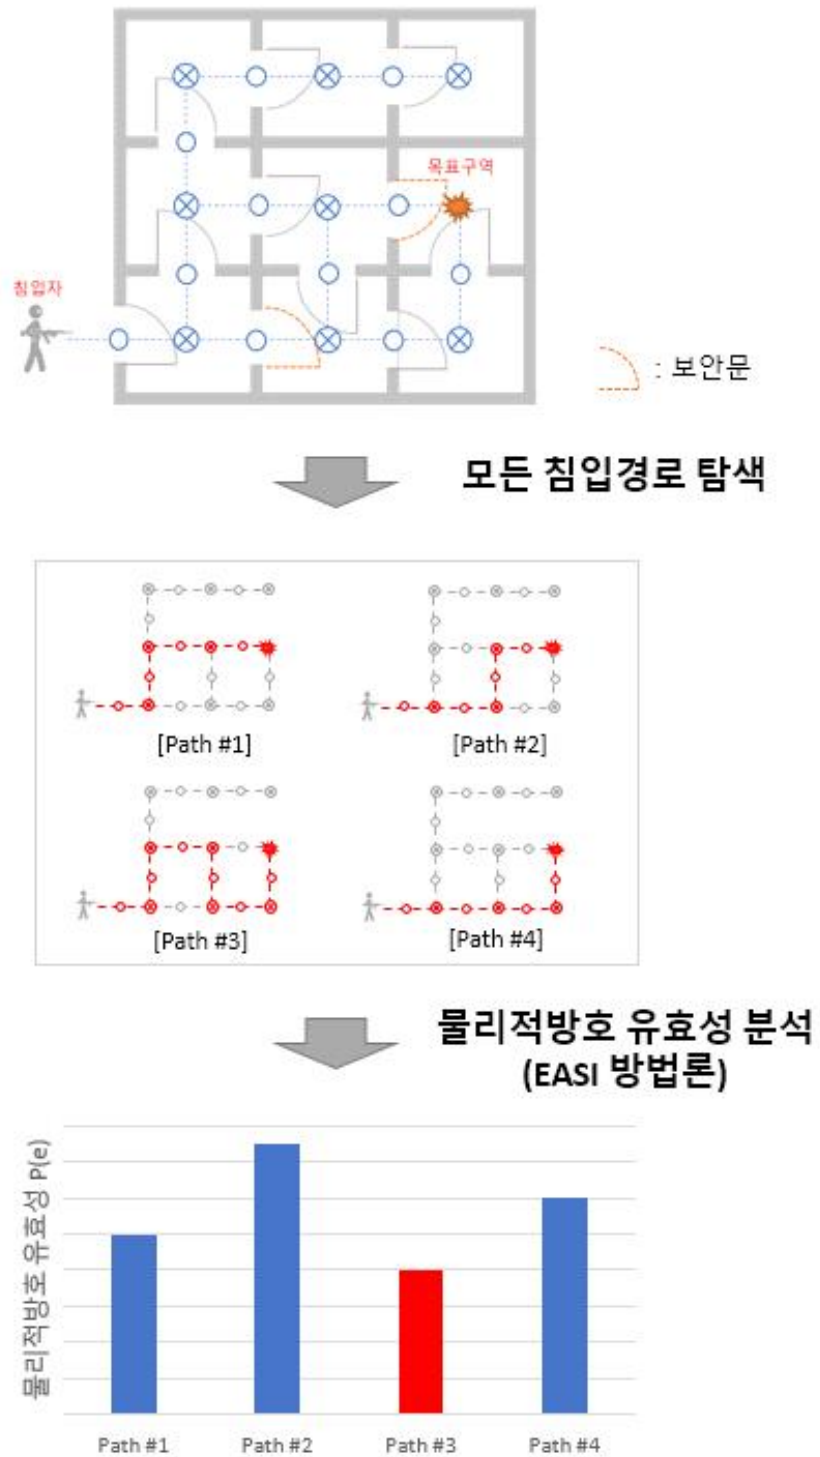 목표구역
침입자
: 보안문
모든 침입경로 탐색
[Path #1]
[Path #2]
[Path #3]
[Path #4]
물리적방호 유효성 분석
(EASI 방법론)
물리적방호 유효성 P(e)
Path #1
Path #2
Path #3
Path #4